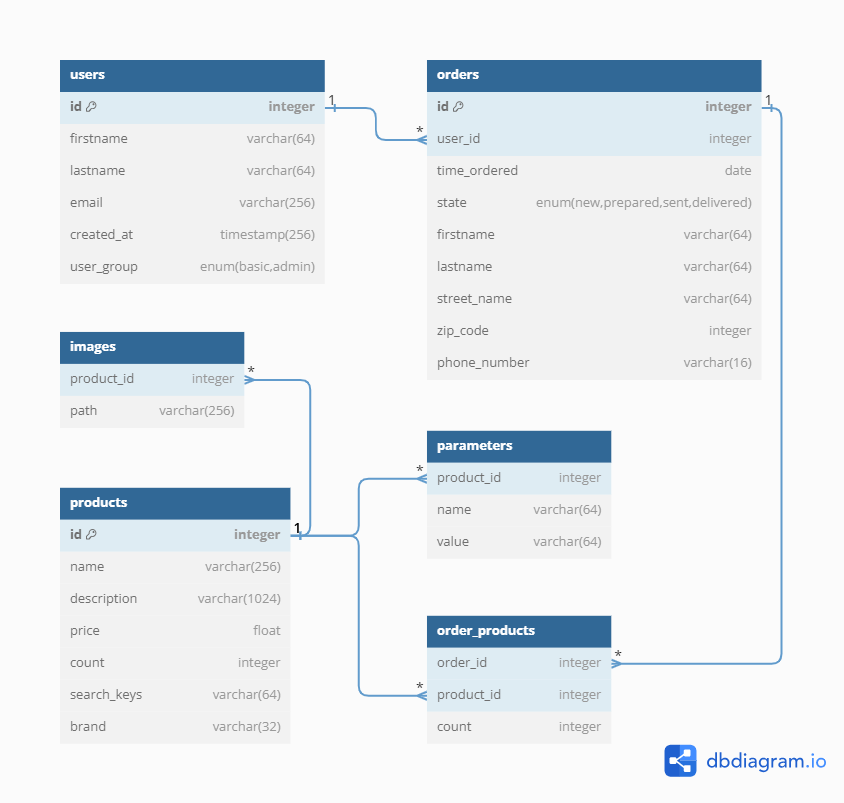 users
id integer
firstname varchar(64)
lastname varchar(64)
email varchar(256)
created_at timestamp(256)
user_group enum(basic,admin)
1
*
orders
id integer
user_id integer
time_ordered date
state enum(new,prepared,sent,delivered)
firstname varchar(64)
lastname varchar(64)
street_name varchar(64)
zip_code integer
phone_number varchar(16)
1
images
product_id integer
path varchar(256)
*
parameters
product_id integer
name varchar(64)
value varchar(64)
*
products
id integer
name varchar(256)
description varchar(1024)
price float
count integer
search_keys varchar(64)
brand varchar(32)
1
order_products
order_id integer
product_id integer
count integer
*
*
dbdiagram.io